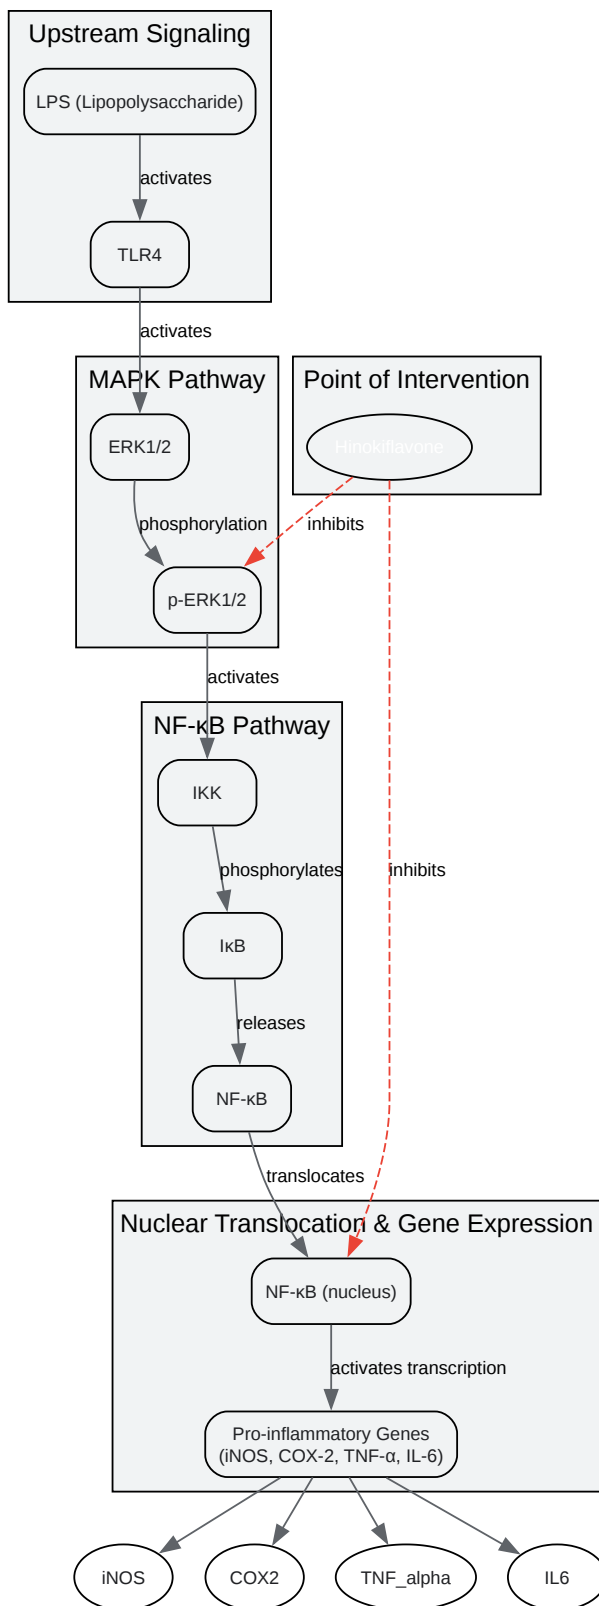 Upstream Signaling
LPS (Lipopolysaccharide)
activates
TLR4
activates
MAPK Pathway
Point of Intervention
ERK1/2
Hinokiflavone
phosphorylation
inhibits
p-ERK1/2
activates
NF-κB Pathway
IKK
phosphorylates
inhibits
IκB
releases
NF-κB
translocates
Nuclear Translocation & Gene Expression
NF-κB (nucleus)
activates transcription
Pro-inflammatory Genes
(iNOS, COX-2, TNF-α, IL-6)
iNOS
COX2
TNF_alpha
IL6